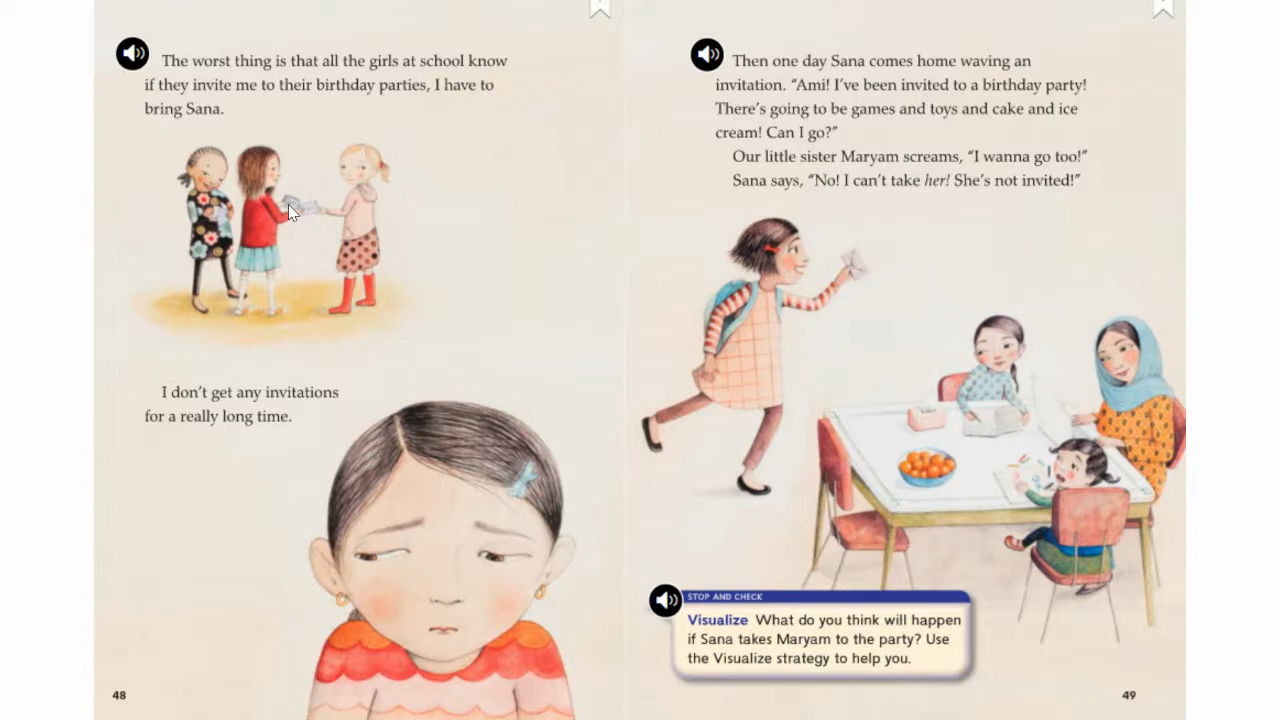 The worst thing is that all the girls at school know
if they invite me to their birthday parties, I have to
bring Sana.
I don’t get any invitations
for a really long time.
48
Then one day Sana comes home waving an
invitation. “Ami! I’ve been invited to a birthday party!
There’s going to be games and toys and cake and ice
cream! Can I go?”
Our little sister Maryam screams, “I wanna go too!”
Sana says, “No! I can’t take her! She’s not invited!”
STOP AND CHECK
Visualize What do you think will happen
if Sana takes Maryam to the party? Use
the Visualize strategy to help you.
49